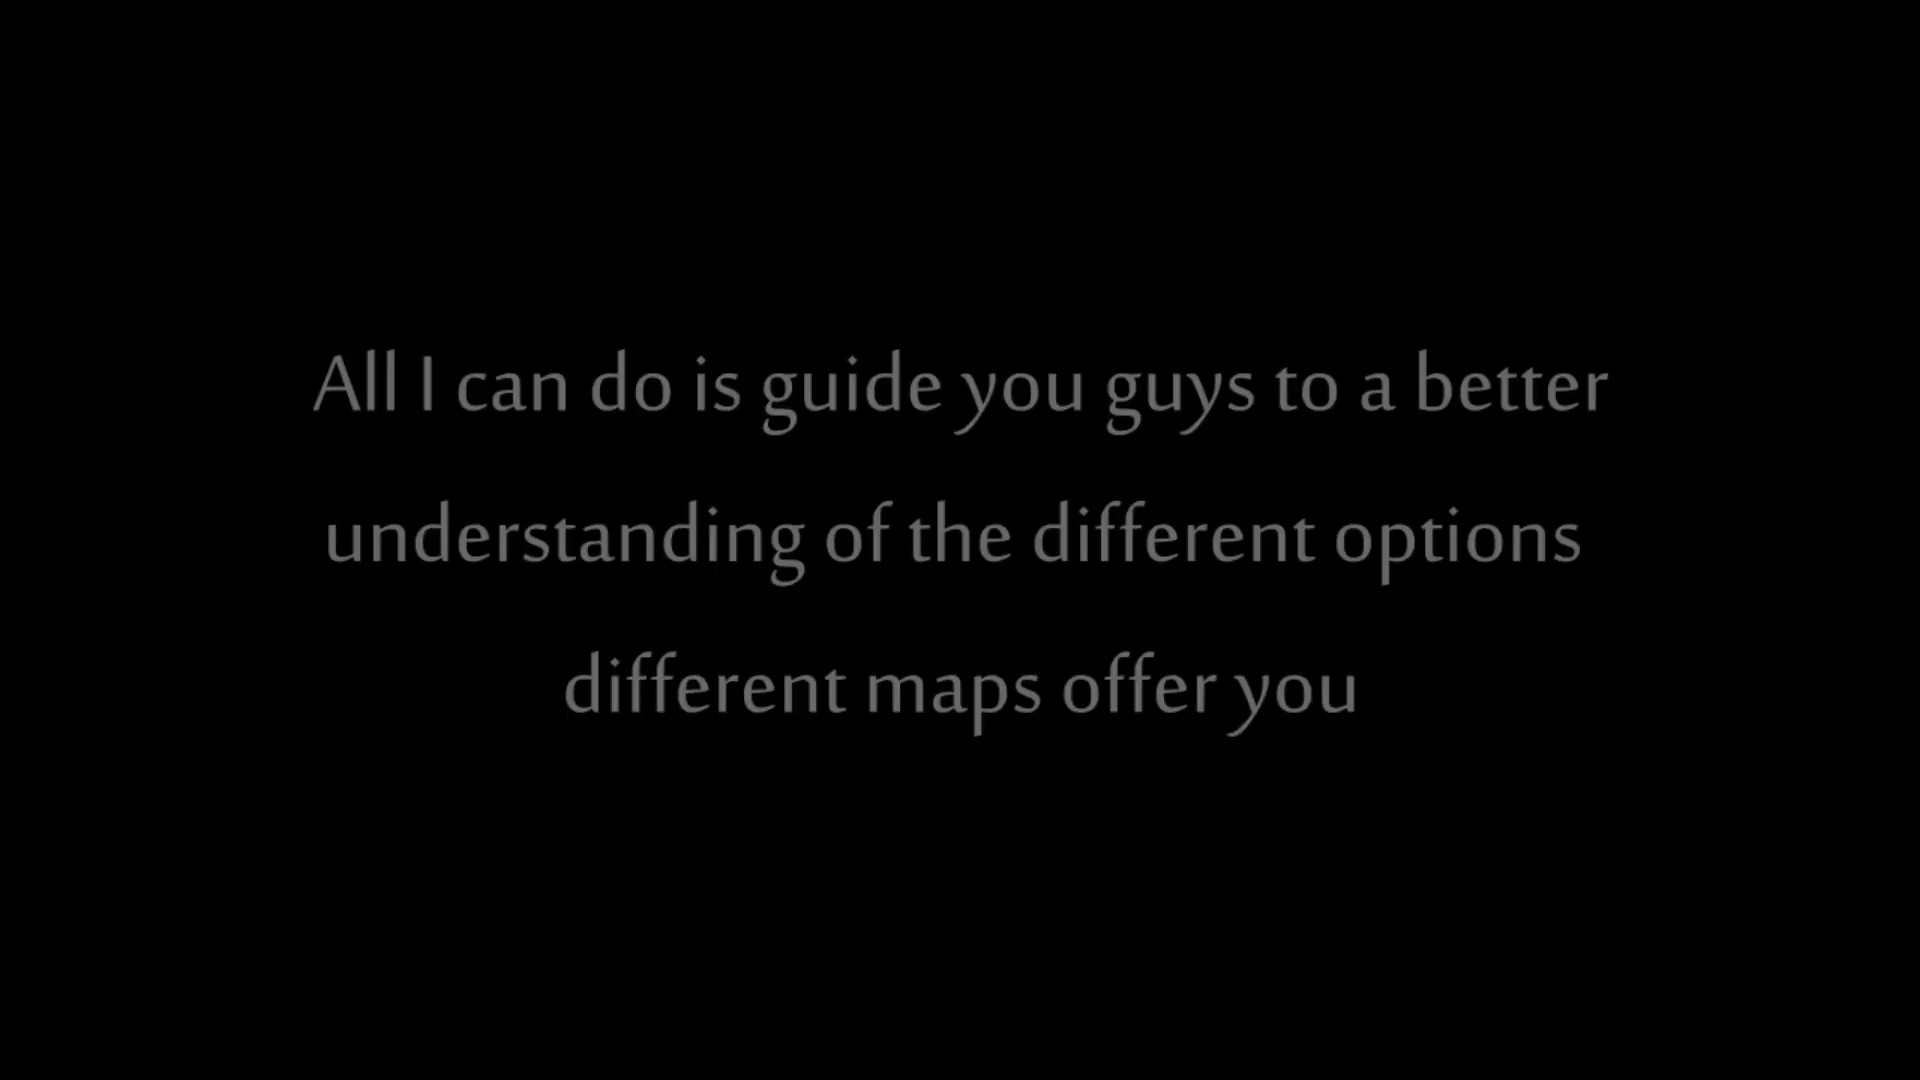 All I can do is guide you guys to a better
understanding of the different options
different maps offer you